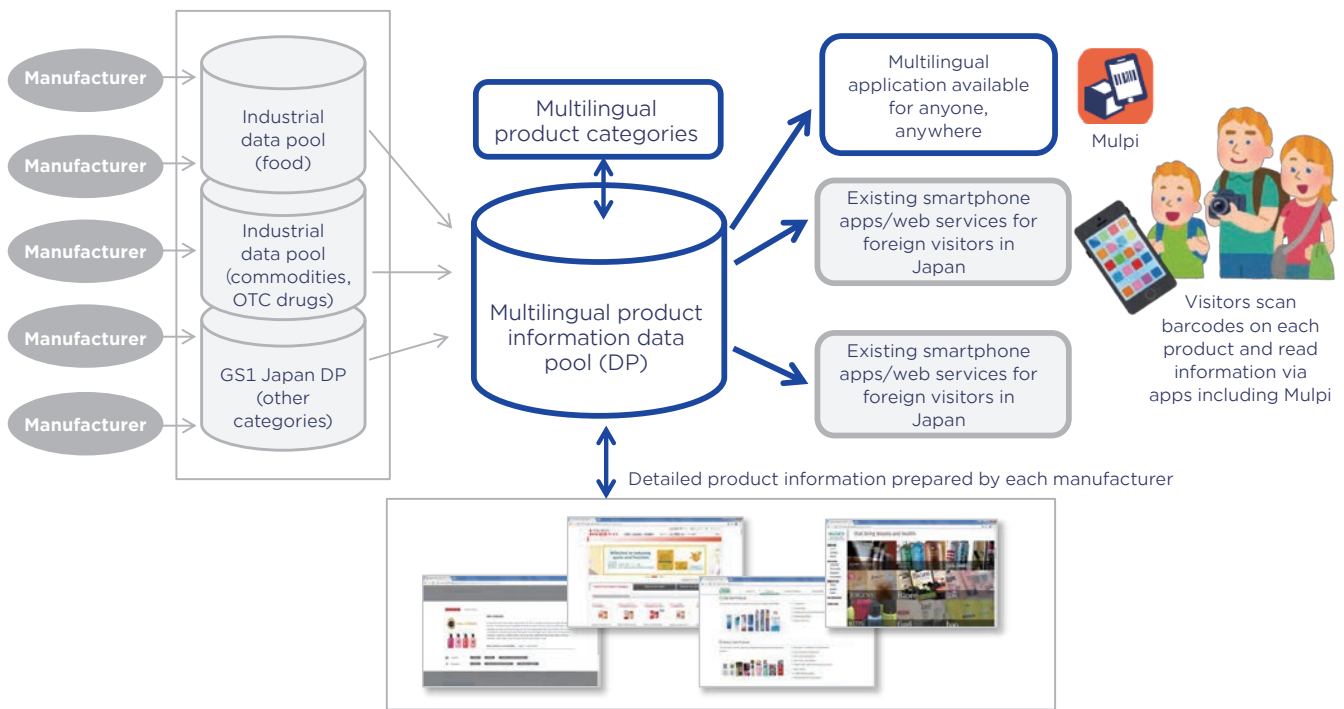 Manufacturer
Manufacturer
Manufacturer
Manufacturer
Manufacturer
Industrial
data pool
(food)
Industrial
data pool
(commodities,
OTC drugs)
GS1 Japan DP
(other
categories)
Multilingual
product categories
Multilingual product
information data
pool (DP)
Multilingual
application available
for anyone,
anywhere
Mulpi
Existing smartphone
apps/web services for
foreign visitors in
Japan
Existing smartphone
apps/web services for
foreign visitors in
Japan
Visitors scan
barcodes on each
product and read
information via
apps including Mulpi
Detailed product information prepared by each manufacturer